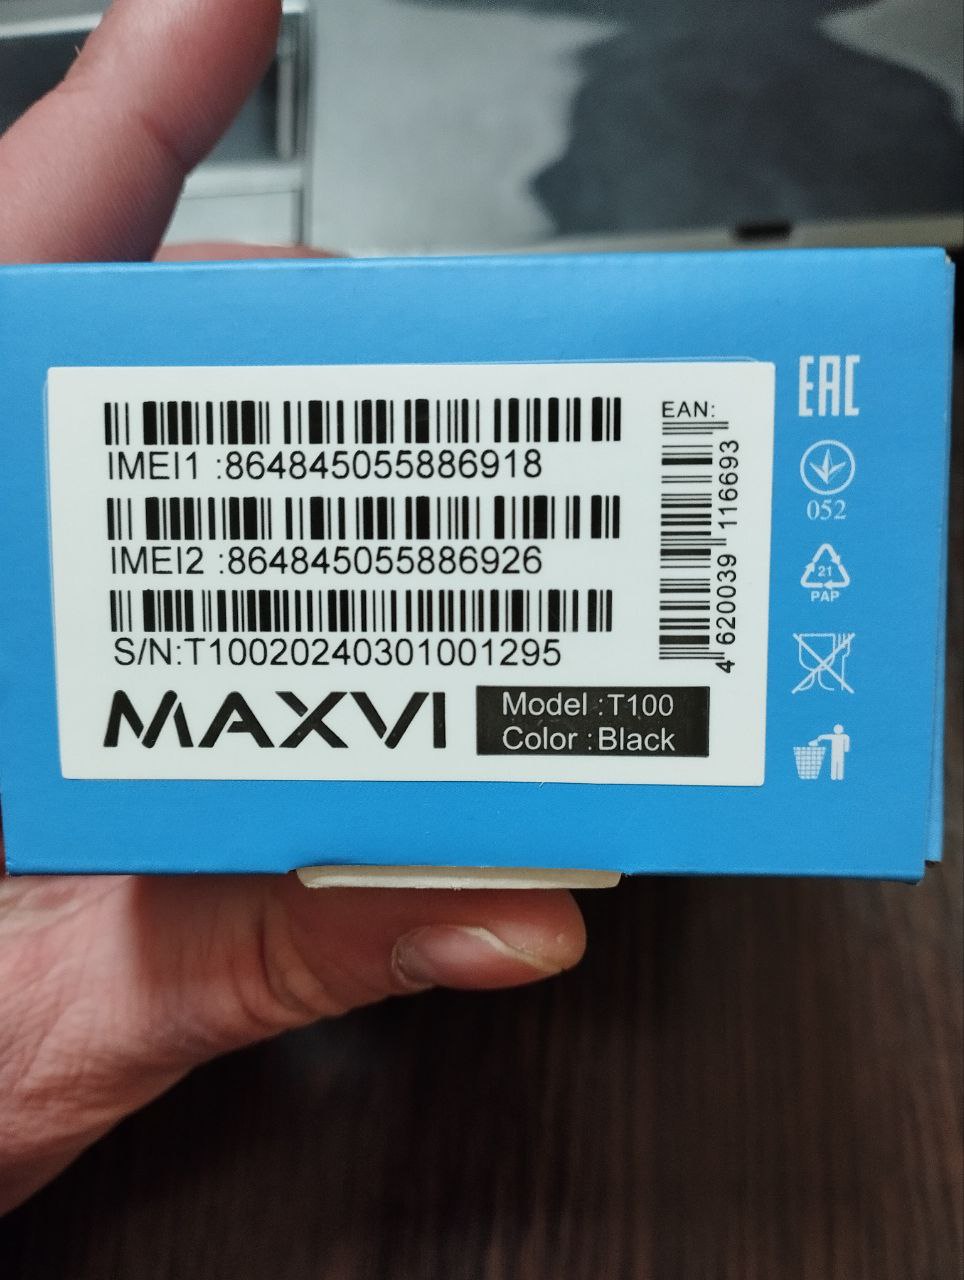 IMEI1 :864845055886918
IMEI2 :864845055886926
S/N:T10020240301001295
MAXVI
Model :T100
Color :Black
EAN:
4 620039 116693
EAC
052
21
PAP